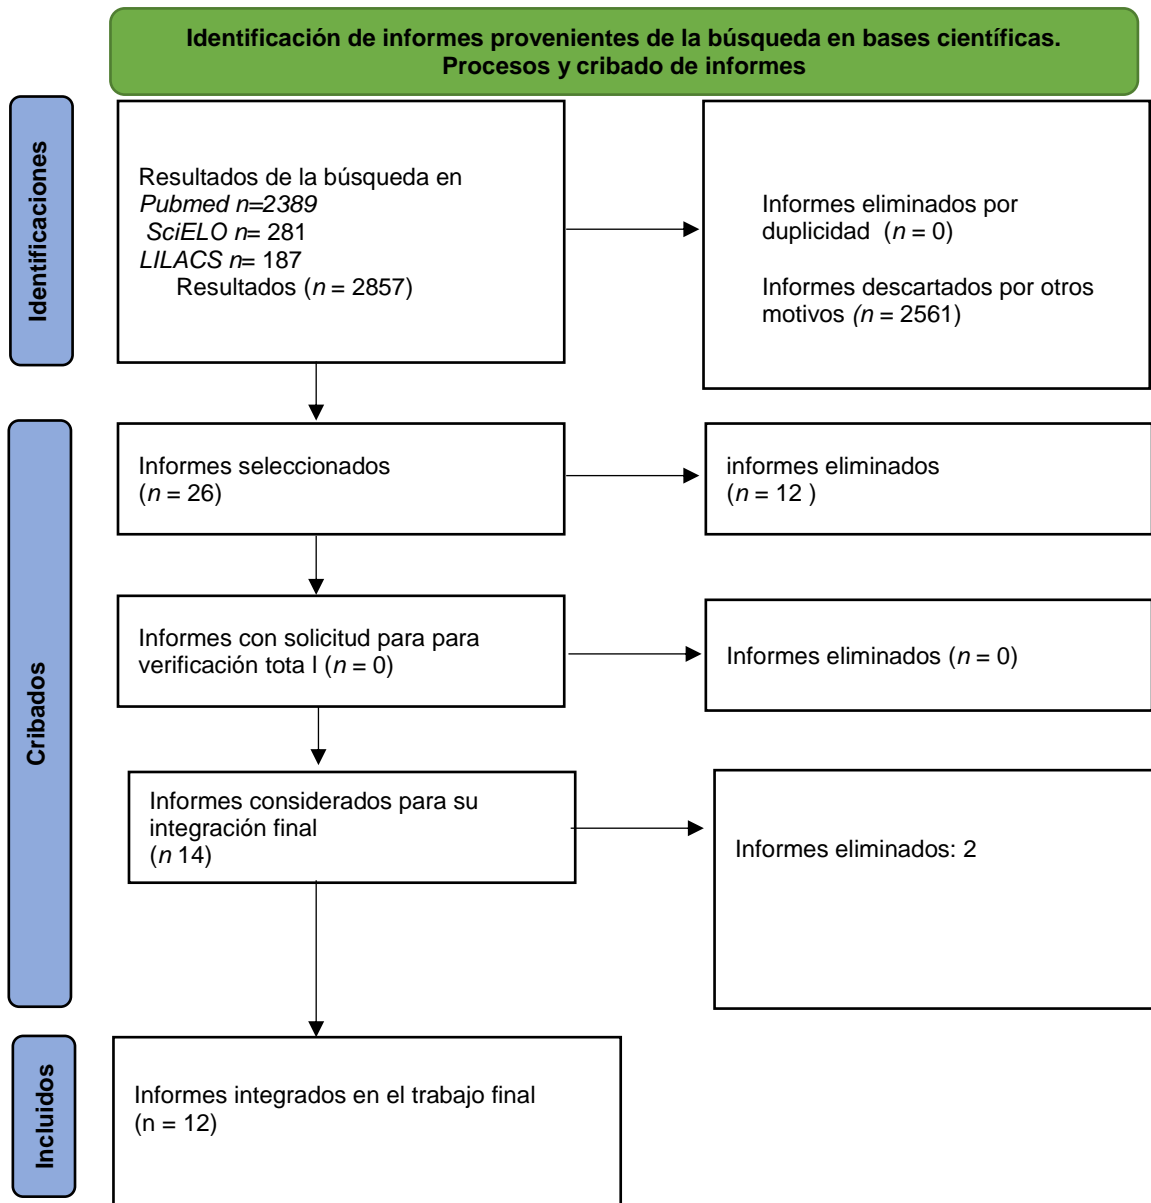 Identificación de informes provenientes de la búsqueda en bases científicas.
Procesos y cribado de informes
Identificaciones
Resultados de la búsqueda en
Pubmed n=2389
SciELO n= 281
LILACS n= 187
Resultados (n = 2857)
Informes eliminados por
duplicidad (n = 0)
Informes descartados por otros
motivos (n = 2561)
Cribados
Informes seleccionados
(n = 26)
informes eliminados
(n = 12 )
Informes con solicitud para para
verificación tota l (n = 0)
Informes eliminados (n = 0)
Informes considerados para su
integración final
(n 14)
Informes eliminados: 2
Incluidos
Informes integrados en el trabajo final
(n = 12)